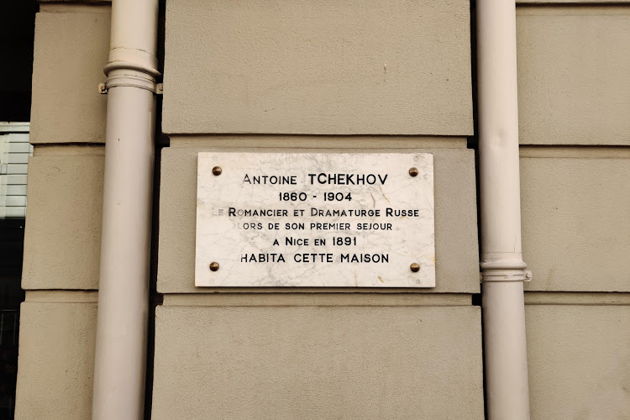 Antoine TCHEKHOV
1860 - 1904
Le Romancier et Dramaturge Russe
lors de son premier sejour
a Nice en 1891
habita cette maison